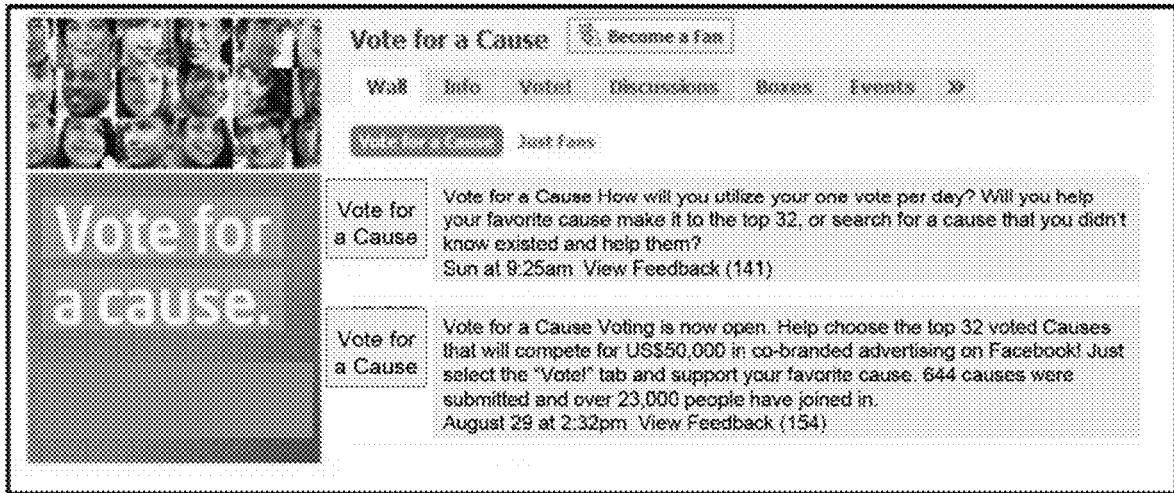 Vote for a Cause Become a Fan
Wall Info Vote! Discussions Boxes Events »
Vote for a Cause Just Fans
Vote for
a cause.
Vote for
a Cause
Vote for a Cause How will you utilize your one vote per day? Will you help
your favorite cause make it to the top 32, or search for a cause that you didn't
know existed and help them?
Sun at 9:25am View Feedback (141)
Vote for
a Cause
Vote for a Cause Voting is now open. Help choose the top 32 voted Causes
that will compete for US$50,000 in co-branded advertising on Facebook! Just
select the "Vote!" tab and support your favorite cause. 644 causes were
submitted and over 23,000 people have joined in.
August 29 at 2:32pm View Feedback (154)